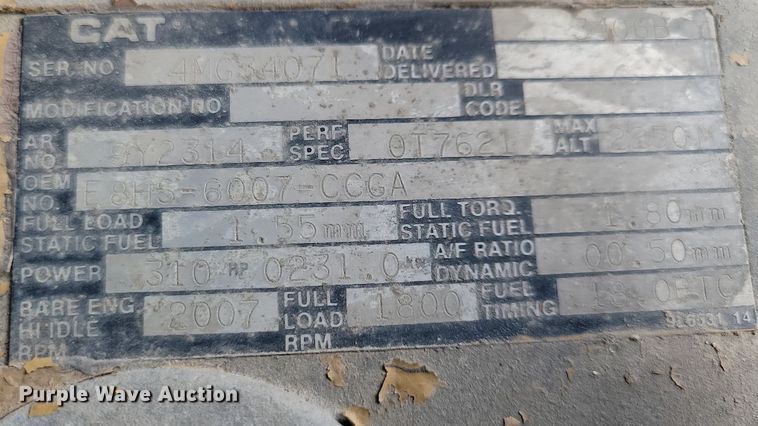 CAT
SER. NO. 4MG34071 DATE DELIVERED
MODIFICATION NO. DLR CODE
AR NO. 9Y2314 PERF SPEC 0T7621 MAX ALT
OEM NO. E8HS-6007-CCGA
FULL LOAD STATIC FUEL 1.55mm FULL TORQ. STATIC FUEL 1.80mm
POWER 310 HP 0231.0 kw A/F RATIO DYNAMIC 00.50mm
BARE ENG HI IDLE RPM 2007 FULL LOAD RPM 1800 FUEL TIMING
Purple Wave Auction